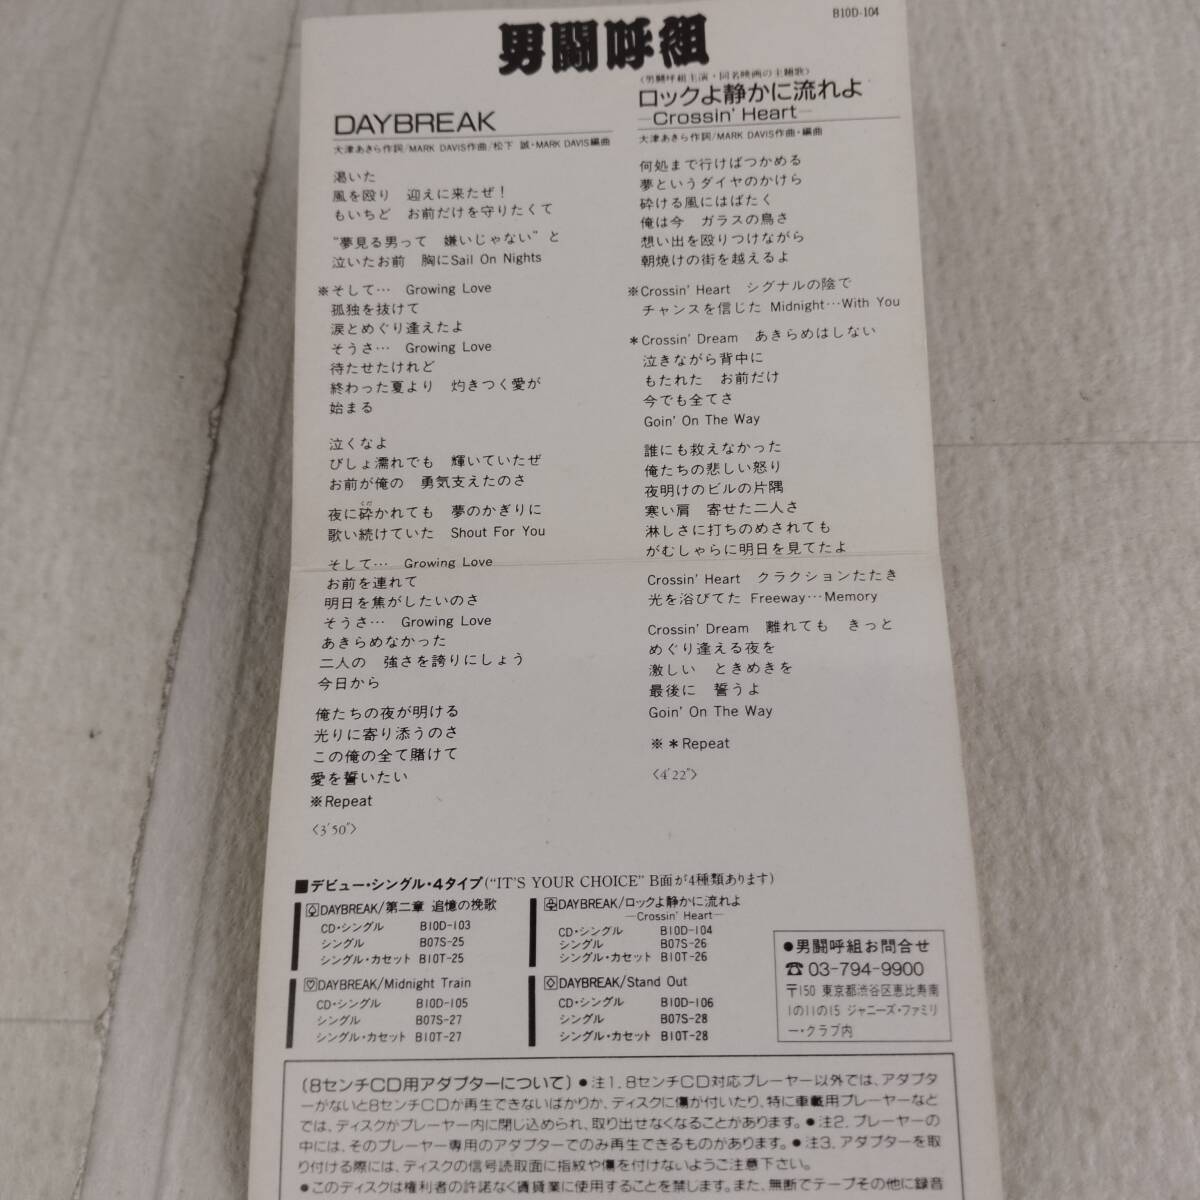 B10D-104
男闘呼組
DAYBREAK
大津あきら作詞/MARK DAVIS作曲/松下 誠・MARK DAVIS編曲
渇いた
風を殴り 迎えに来たぜ!
もいちど お前だけを守りたくて
“夢見る男って 嫌いじゃない”と
泣いたお前 胸にSail On Nights
※そして… Growing Love
孤独を抜けて
涙とめぐり逢えたよ
そうさ… Growing Love
待たせたけれど
終わった夏より 灼きつく愛が
始まる
泣くなよ
びしょ濡れでも 輝いていたぜ
お前が俺の 勇気支えたのさ
夜に砕かれても 夢のかぎりに
歌い続けていた Shout For You
そして… Growing Love
お前を連れて
明日を焦がしたいのさ
そうさ… Growing Love
あきらめなかった
二人の 強さを誇りにしょう
今日から
俺たちの夜が明ける
光りに寄り添うのさ
この俺の全て賭けて
愛を誓いたい
※Repeat
〈3'50"〉
〈男闘呼組主演・同名映画の主題歌〉
ロックよ静かに流れよ
—Crossin' Heart—
大津あきら作詞/MARK DAVIS作曲・編曲
何処まで行けばつかめる
夢というダイヤのかけら
砕ける風にはばたく
俺は今 ガラスの鳥さ
想い出を殴りつけながら
朝焼けの街を越えるよ
※Crossin' Heart シグナルの陰で
チャンスを信じた Midnight…With You
*Crossin' Dream あきらめはしない
泣きながら背中に
もたれた お前だけ
今でも全てさ
Goin' On The Way
誰にも救えなかった
俺たちの悲しい怒り
夜明けのビルの片隅
寒い肩 寄せた二人さ
淋しさに打ちのめされても
がむしゃらに明日を見てたよ
Crossin' Heart クラクションたたき
光を浴びてた Freeway…Memory
Crossin' Dream 離れても きっと
めぐり逢える夜を
激しい ときめきを
最後に 誓うよ
Goin' On The Way
※*Repeat
〈4'22"〉
■デビュー・シングル・4タイプ(“IT'S YOUR CHOICE” B面が4種類あります)
♤DAYBREAK/第二章 追憶の挽歌
CD・シングル B10D-103
シングル B07S-25
シングル・カセット B10T-25
♧DAYBREAK/ロックよ静かに流れよ
—Crossin' Heart—
CD・シングル B10D-104
シングル B07S-26
シングル・カセット B10T-26
♡DAYBREAK/Midnight Train
CD・シングル B10D-105
シングル B07S-27
シングル・カセット B10T-27
♢DAYBREAK/Stand Out
CD・シングル B10D-106
シングル B07S-28
シングル・カセット B10T-28
●男闘呼組お問合せ
☎03-794-9900
〒150 東京都渋谷区恵比寿南
1の11の15 ジャニーズ・ファミリ
ー・クラブ内
(8センチCD用アダプターについて)●注1.8センチCD対応プレーヤー以外では、アダプタ
ーがないと8センチCDが再生できないばかりか、ディスクに傷が付いたり、特に車載用プレーヤーなど
では、ディスクがプレーヤー内に閉じ込められ、取り出せなくなることがあります。●注2.プレーヤーの
中には、そのプレーヤー専用のアダプターでのみ再生できるものがあります。●注3.アダプターを取
り付ける際には、ディスクの信号読取面に指紋や傷を付けないようご注意下さい。
●このディスクは権利者の許諾なく賃貸業に使用することを禁じます。また、無断でテープその他に録音